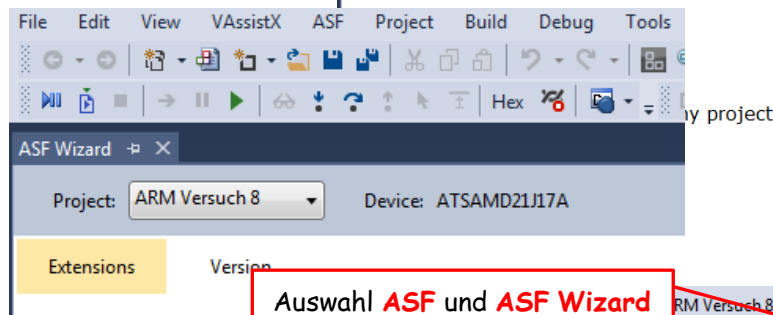 File Edit View VAssistX ASF Project Build Debug Tools
Hex
ny project
ASF Wizard
Project: ARM Versuch 8 Device: ATSAMD21J17A
Extensions Version
Auswahl ASF und ASF Wizard
RM Versuch 8